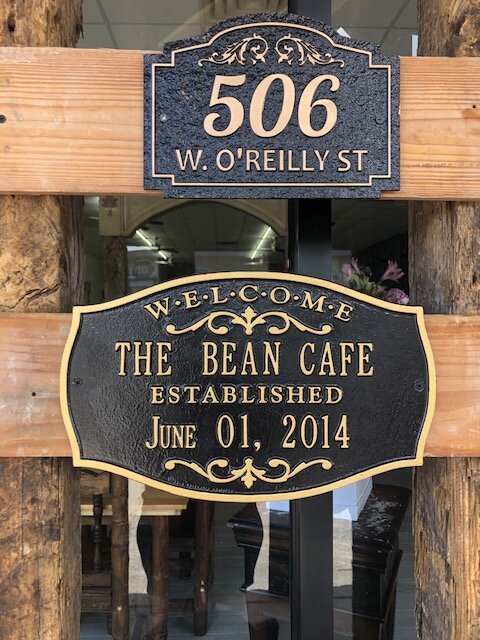 506
W. O'REILLY ST
W·E·L·C·O·M·E
THE BEAN CAFE
ESTABLISHED
JUNE 01, 2014